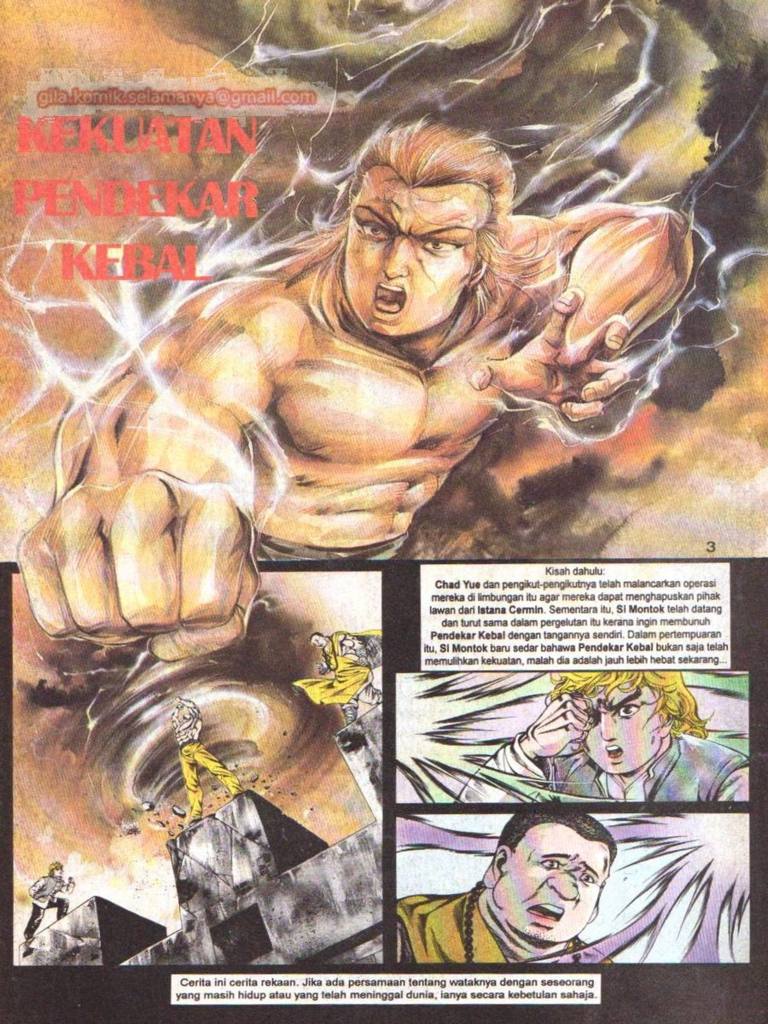 gila.komik.selamanya@gmail.com
KEKUATAN
PENDEKAR
KEBAL
3
Kisah dahulu:
Chad Yue dan pengikut-pengikutnya telah malancarkan operasi
mereka di limbungan itu agar mereka dapat menghapuskan pihak
lawan dari Istana Cermin. Sementara itu, SI Montok telah datang
dan turut sama dalam pergelutan itu kerana ingin membunuh
Pendekar Kebal dengan tangannya sendiri. Dalam pertempuaran
itu, SI Montok baru sedar bahawa Pendekar Kebal bukan saja telah
memulihkan kekuatan, malah dia adalah jauh lebih hebat sekarang...
Cerita ini cerita rekaan. Jika ada persamaan tentang wataknya dengan seseorang
yang masih hidup atau yang telah meninggal dunia, ianya secara kebetulan sahaja.